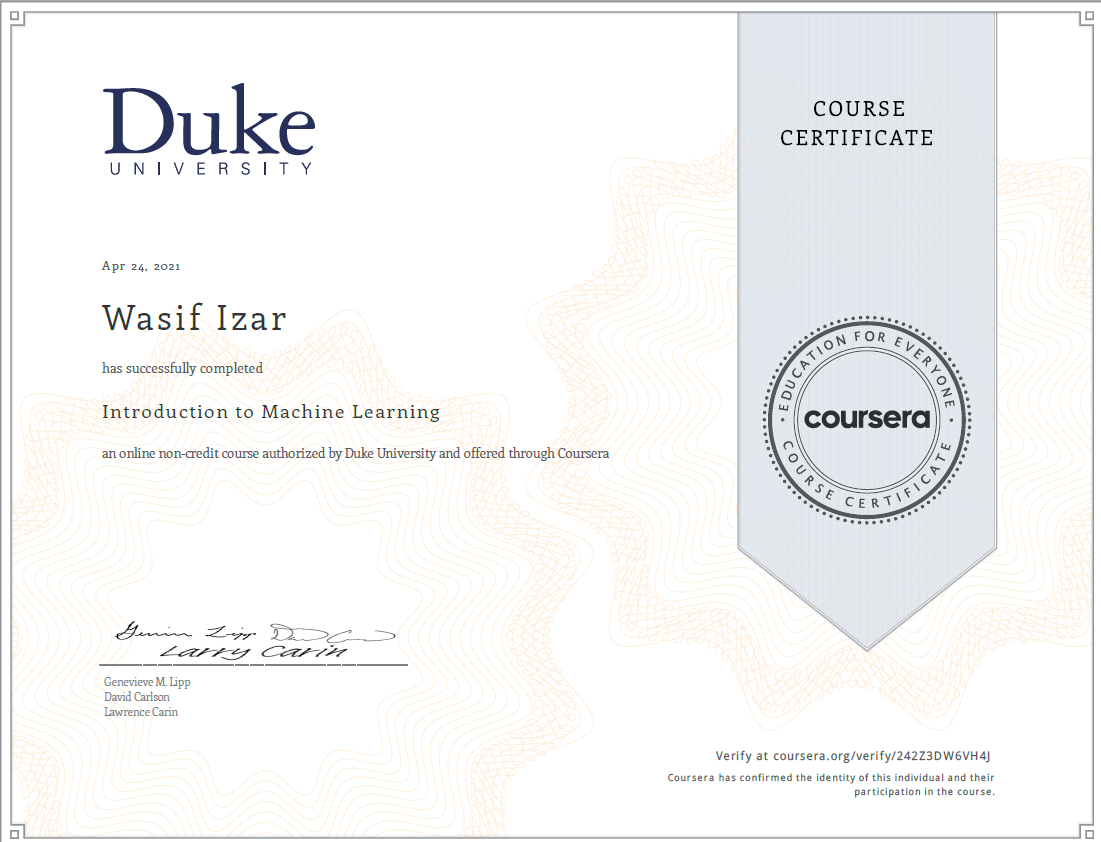 Duke
UNIVERSITY
COURSE
CERTIFICATE
Apr 24, 2021
Wasif Izar
has successfully completed
Introduction to Machine Learning
an online non-credit course authorized by Duke University and offered through Coursera
EDUCATION FOR EVERYONE
coursera
COURSE CERTIFICATE
Genevieve Lipp David Carlson
Larry Carin
Genevieve M. Lipp
David Carlson
Lawrence Carin
Verify at coursera.org/verify/242Z3DW6VH4J
Coursera has confirmed the identity of this individual and their
participation in the course.